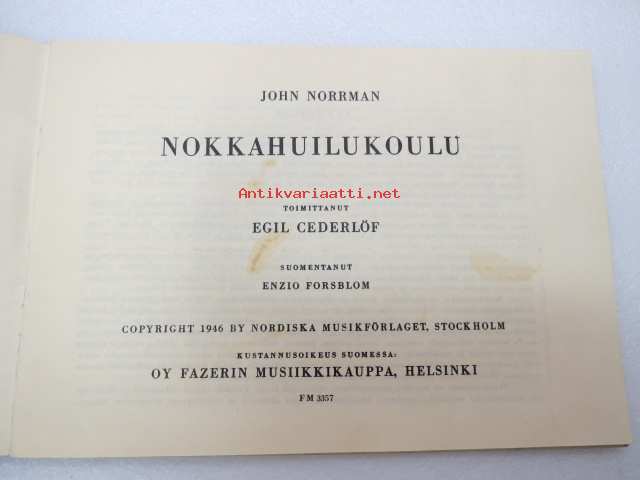 JOHN NORRMAN
NOKKAHUILUKOULU
Antikvariaatti.net
TOIMITTANUT
EGIL CEDERLÖF
SUOMENTANUT
ENZIO FORSBLOM
COPYRIGHT 1946 BY NORDISKA MUSIKFÖRLAGET, STOCKHOLM
KUSTANNUSOIKEUS SUOMESSA:
OY FAZERIN MUSIIKKIKAUPPA, HELSINKI
FM 3357